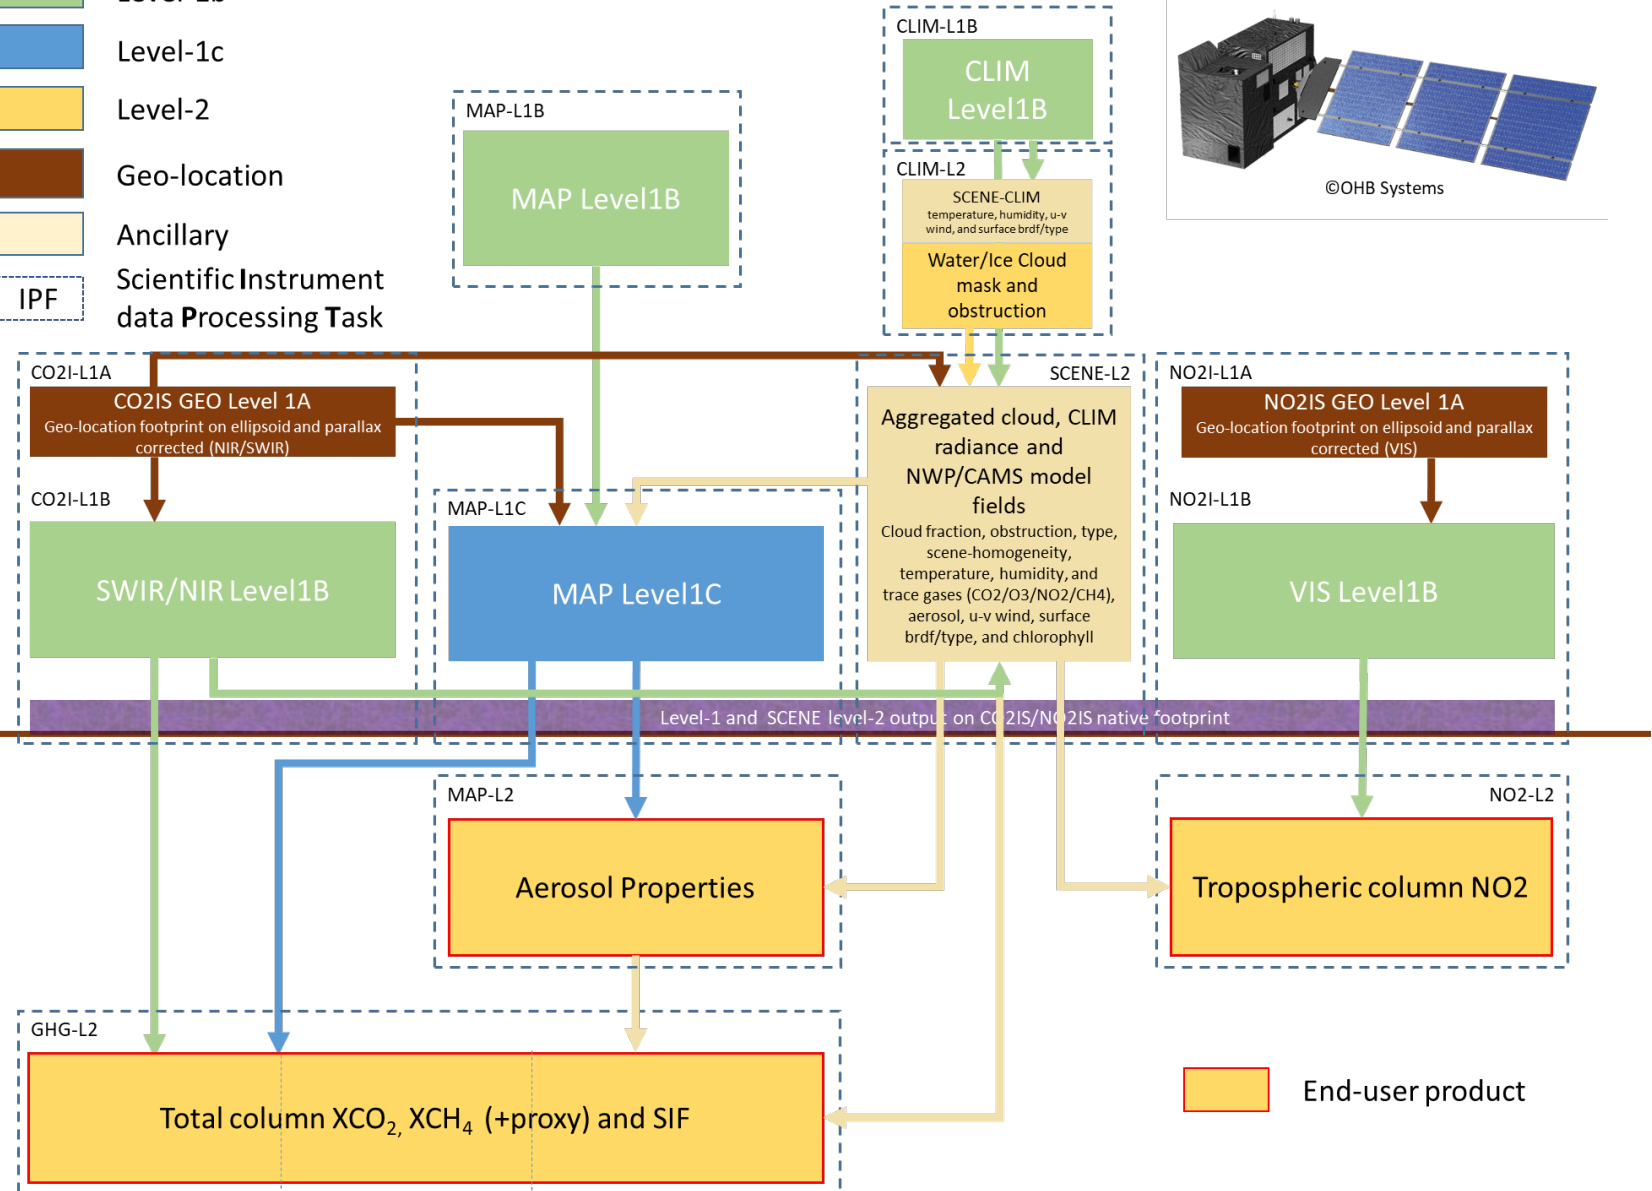 Level-1b
Level-1c
Level-2
Geo-location
Ancillary
IPF
Scientific Instrument
data Processing Task
CLIM-L1B
CLIM
Level1B
CLIM-L2
SCENE-CLIM
temperature, humidity, u-v
wind, and surface brdf/type
Water/Ice Cloud
mask and
obstruction
©OHB Systems
MAP-L1B
MAP Level1B
CO2I-L1A
CO2IS GEO Level 1A
Geo-location footprint on ellipsoid and parallax
corrected (NIR/SWIR)
CO2I-L1B
SWIR/NIR Level1B
MAP-L1C
MAP Level1C
SCENE-L2
Aggregated cloud, CLIM
radiance and
NWP/CAMS model
fields
Cloud fraction, obstruction, type,
scene-homogeneity,
temperature, humidity, and
trace gases (CO2/O3/NO2/CH4),
aerosol, u-v wind, surface
brdf/type, and chlorophyll
NO2I-L1A
NO2IS GEO Level 1A
Geo-location footprint on ellipsoid and parallax
corrected (VIS)
NO2I-L1B
VIS Level1B
Level-1 and SCENE level-2 output on CO2IS/NO2IS native footprint
MAP-L2
Aerosol Properties
NO2-L2
Tropospheric column NO2
GHG-L2
Total column XCO2, XCH4 (+proxy) and SIF
End-user product